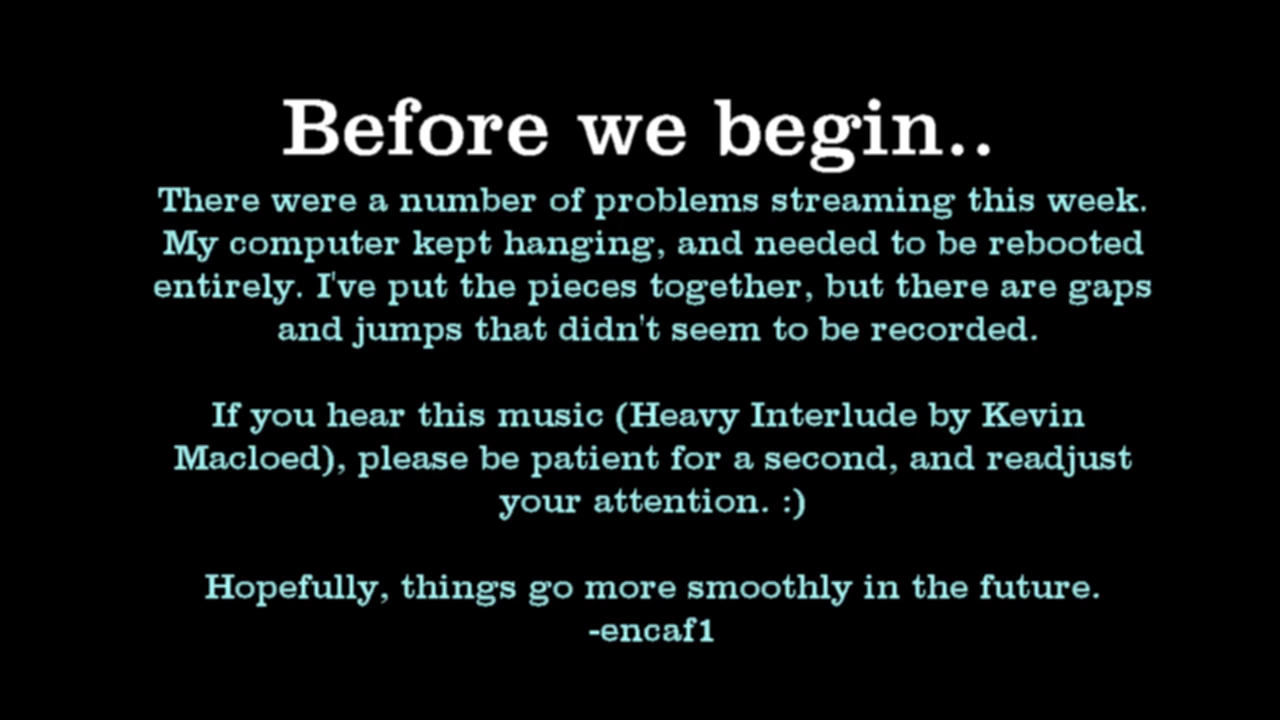 Before we begin..
There were a number of problems streaming this week.
My computer kept hanging, and needed to be rebooted
entirely. I've put the pieces together, but there are gaps
and jumps that didn't seem to be recorded.
If you hear this music (Heavy Interlude by Kevin
Macloed), please be patient for a second, and readjust
your attention. :)
Hopefully, things go more smoothly in the future.
-encaf1